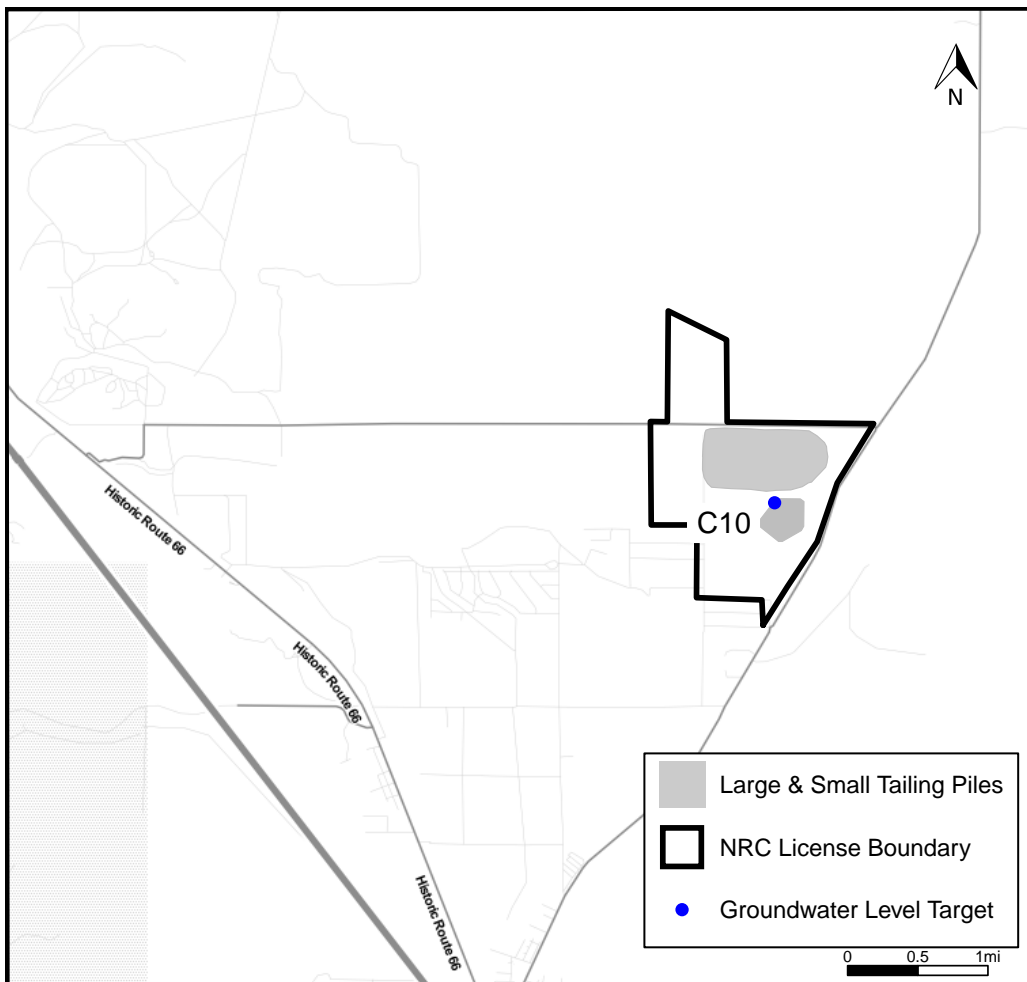 N
C10
Historic Route 66
Historic Route 66
Historic Route 66
Large & Small Tailing Piles
NRC License Boundary
Groundwater Level Target
0 0.5 1mi